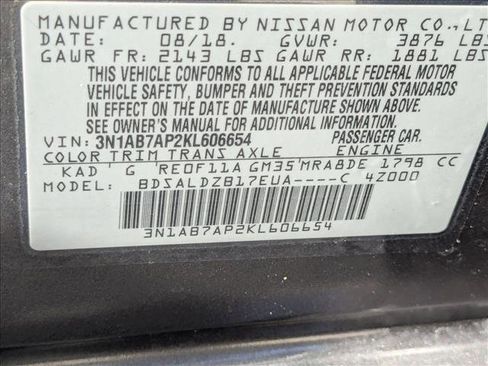 MANUFACTURED BY NISSAN MOTOR CO., LT
DATE: 08/18. GVWR: 3876 LBS
GAWR FR: 2143 LBS GAWR RR: 1881 LBS
THIS VEHICLE CONFORMS TO ALL APPLICABLE FEDERAL MOTOR
VEHICLE SAFETY, BUMPER AND THEFT PREVENTION STANDARDS
IN EFFECT ON THE DATE OF MANUFACTURE SHOWN ABOVE.
SEE OWNER'S MANUAL FOR ADDITIONAL INFORMATION.
VIN: 3N1AB7AP2KL606654 PASSENGER CAR.
COLOR TRIM TRANS AXLE ENGINE
KAD G RE0F11A GM35 MRA8DE 1798 CC
MODEL: BDSALDZB17EUA----C 4Z000
3N1AB7AP2KL606654